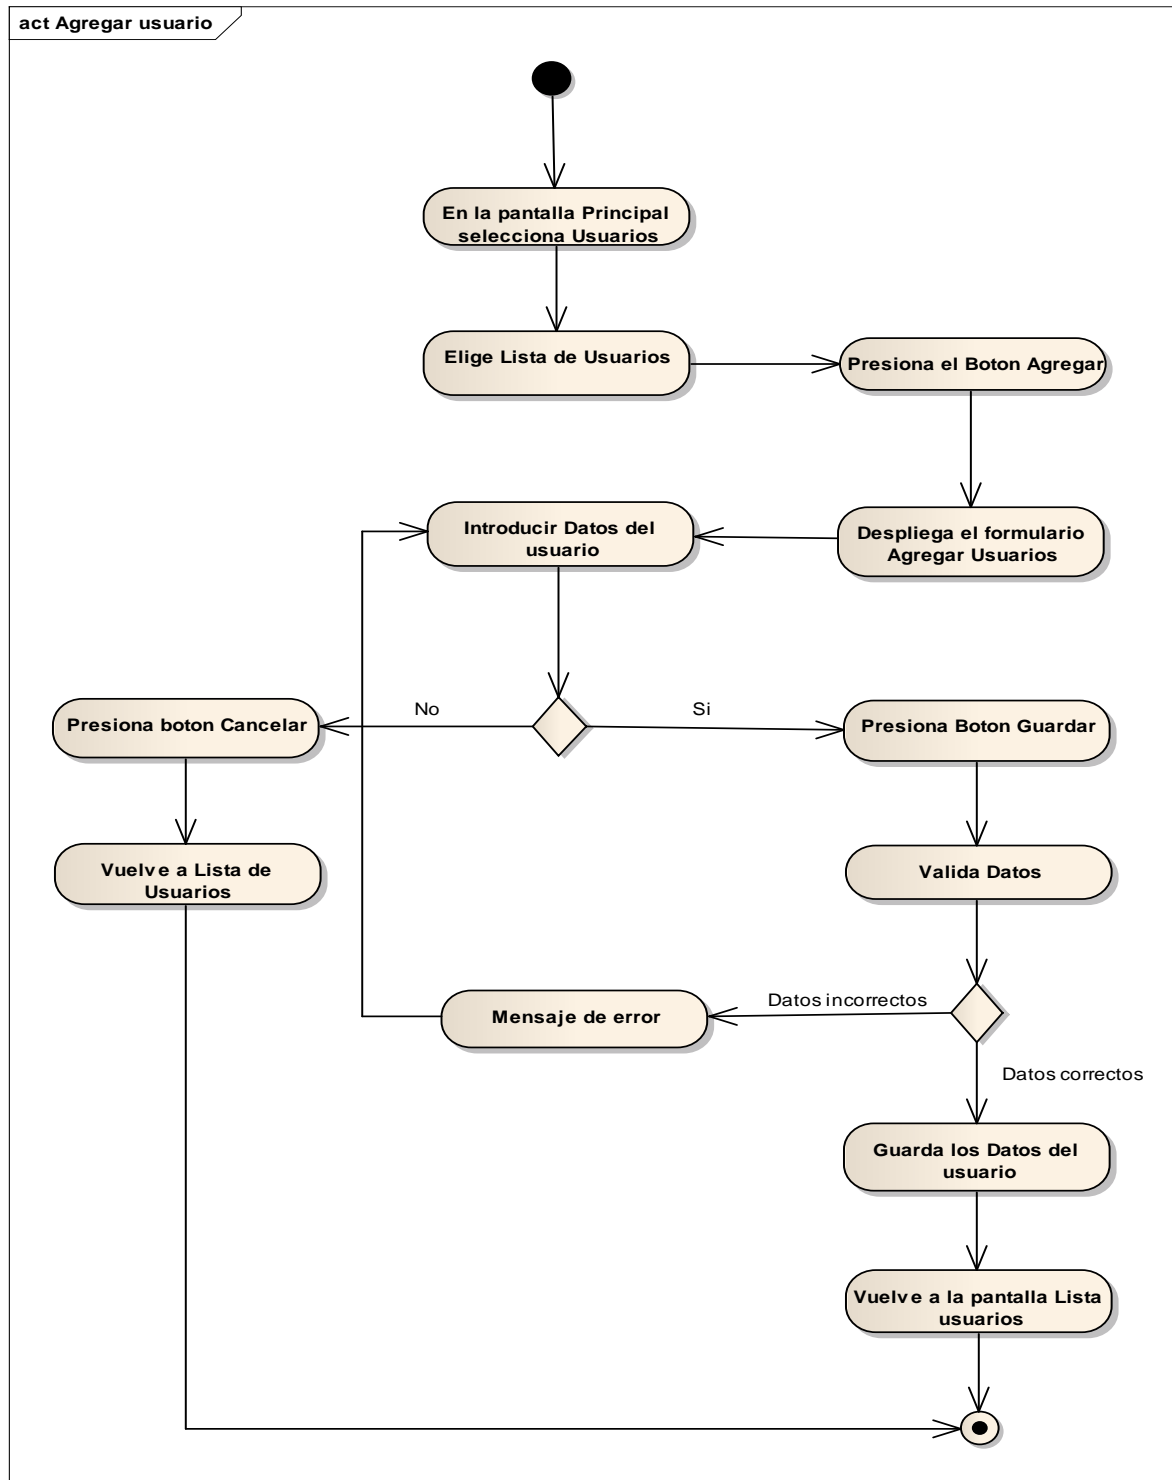 act Agregar usuario
En la pantalla Principal
selecciona Usuarios
Elige Lista de Usuarios
Presiona el Boton Agregar
Introducir Datos del
usuario
Despliega el formulario
Agregar Usuarios
No
Si
Presiona boton Cancelar
Presiona Boton Guardar
Vuelve a Lista de
Usuarios
Valida Datos
Mensaje de error
Datos incorrectos
Datos correctos
Guarda los Datos del
usuario
Vuelve a la pantalla Lista
usuarios